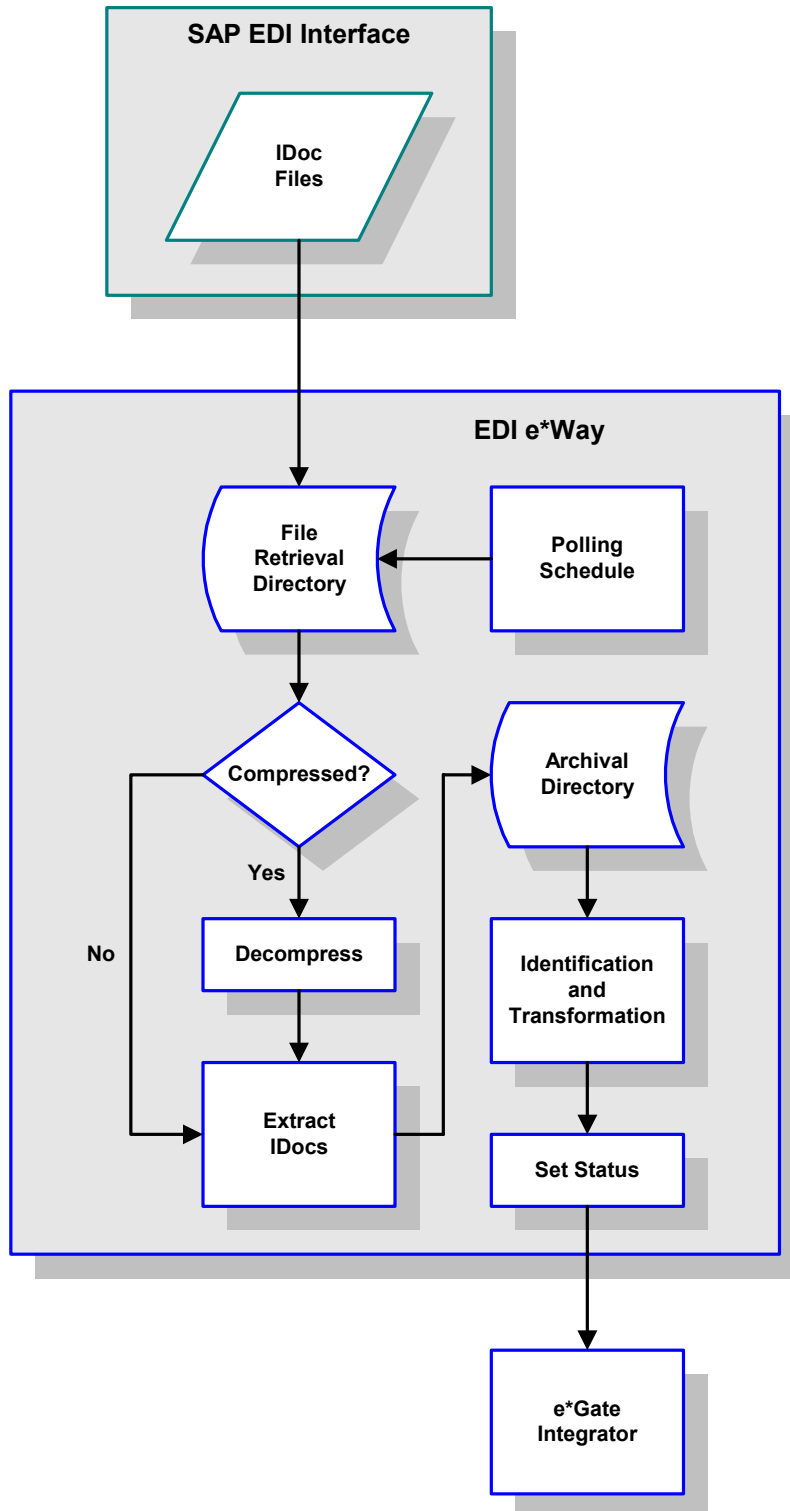 SAP EDI Interface
IDoc
Files
EDI e*Way
File
Retrieval
Directory
Polling
Schedule
Compressed?
Archival
Directory
Yes
No
Decompress
Identification
and
Transformation
Extract
IDocs
Set Status
e*Gate
Integrator